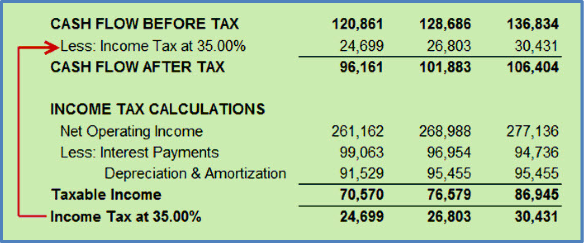 CASH FLOW BEFORE TAX 120,861 128,686 136,834
Less: Income Tax at 35.00% 24,699 26,803 30,431
CASH FLOW AFTER TAX 96,161 101,883 106,404
INCOME TAX CALCULATIONS
Net Operating Income 261,162 268,988 277,136
Less: Interest Payments 99,063 96,954 94,736
Depreciation & Amortization 91,529 95,455 95,455
Taxable Income 70,570 76,579 86,945
Income Tax at 35.00% 24,699 26,803 30,431